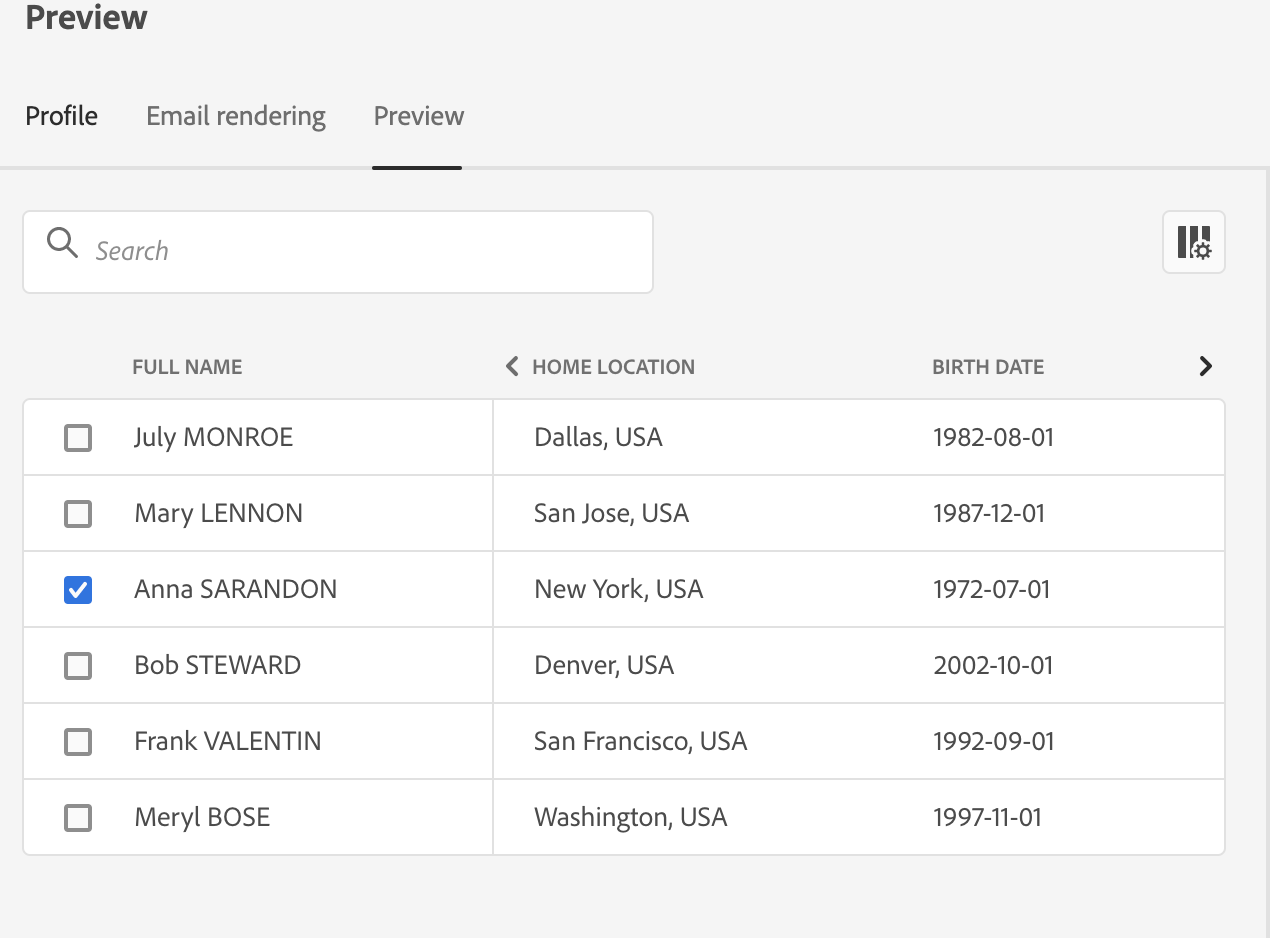 Preview
Profile Email rendering Preview
Search
FULL NAME HOME LOCATION BIRTH DATE
July MONROE Dallas, USA 1982-08-01
Mary LENNON San Jose, USA 1987-12-01
Anna SARANDON New York, USA 1972-07-01
Bob STEWARD Denver, USA 2002-10-01
Frank VALENTIN San Francisco, USA 1992-09-01
Meryl BOSE Washington, USA 1997-11-01